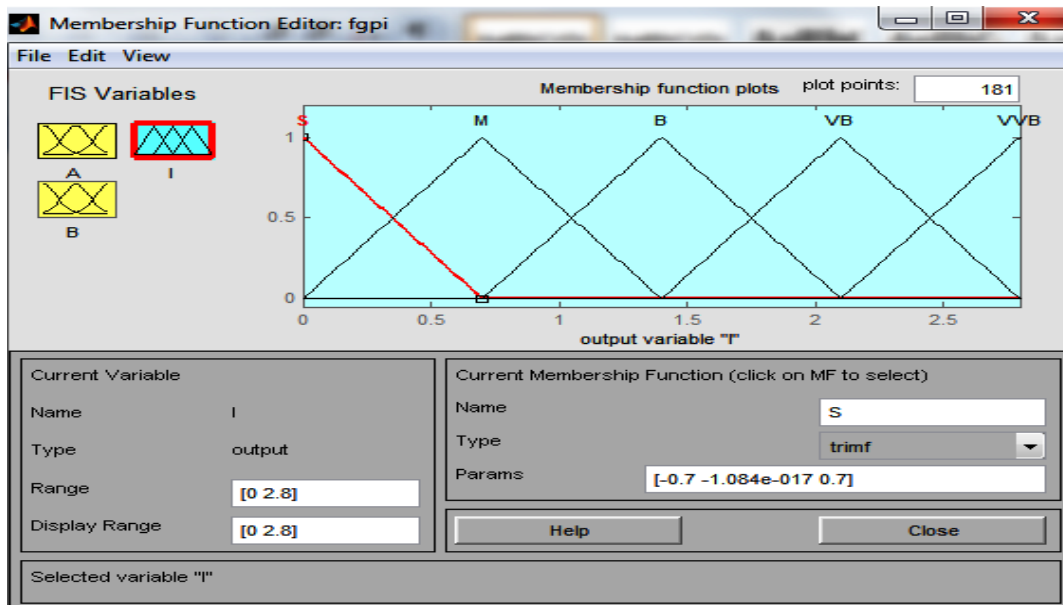 Membership Function Editor: fgpi
File Edit View
FIS Variables
A
I
B
Membership function plots
plot points:
181
S
M
B
VB
VVB
1
0.5
0
0
0.5
1
1.5
2
2.5
output variable "I"
Current Variable
Name
I
Type
output
Range
[0 2.8]
Display Range
[0 2.8]
Current Membership Function (click on MF to select)
Name
S
Type
trimf
Params
[-0.7 -1.084e-017 0.7]
Help
Close
Selected variable "I"